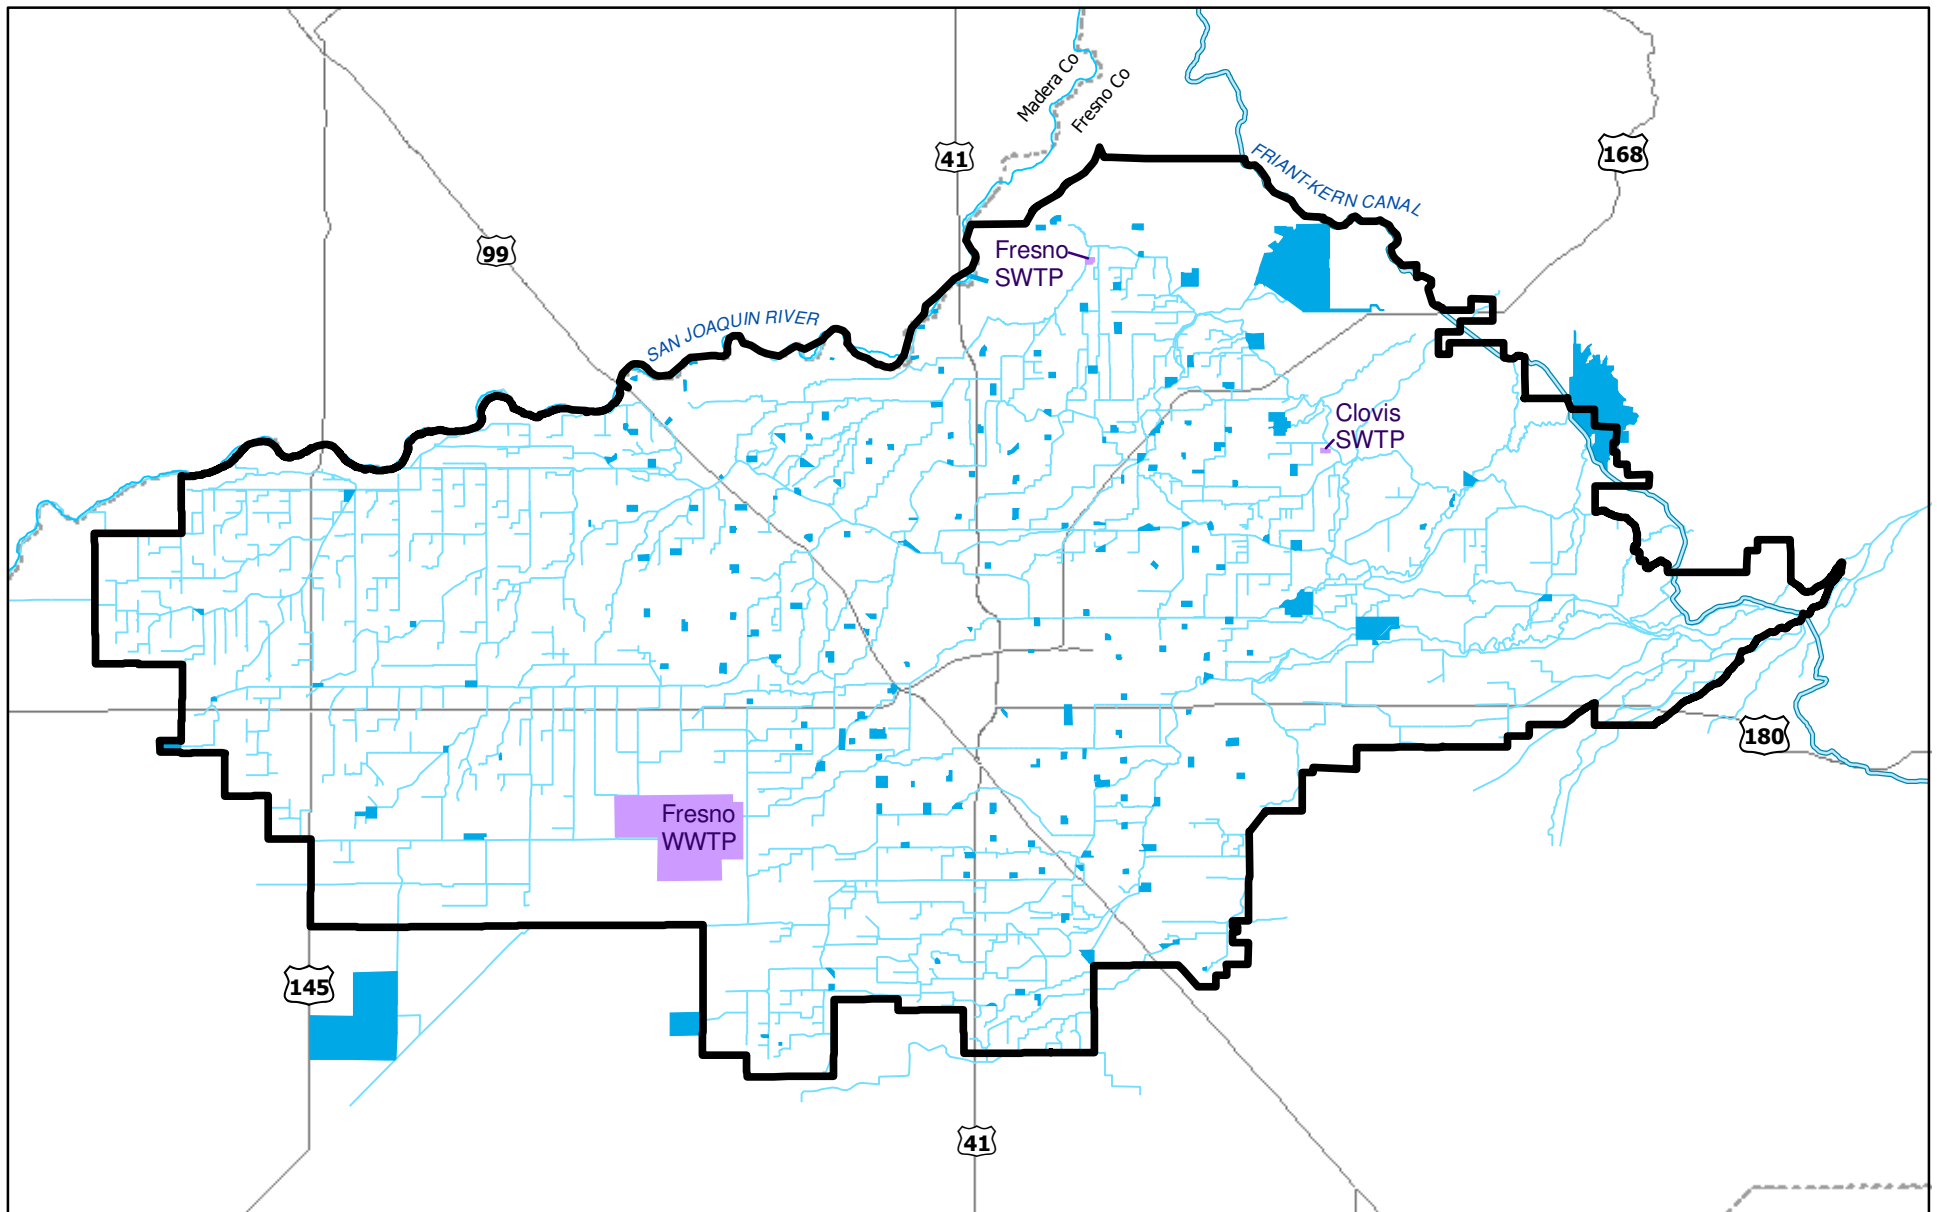 Madera Co
Fresno Co
41
168
FRIANT-KERN CANAL
99
Fresno
SWTP
SAN JOAQUIN RIVER
Clovis
SWTP
180
Fresno
WWTP
145
41